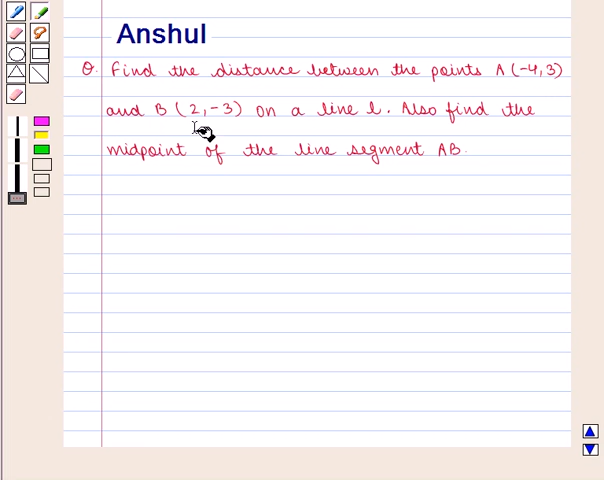 Anshul
Q. Find the distance between the points A (-4, 3)
and B (2, -3) on a line l. Also find the
midpoint of the line segment AB.